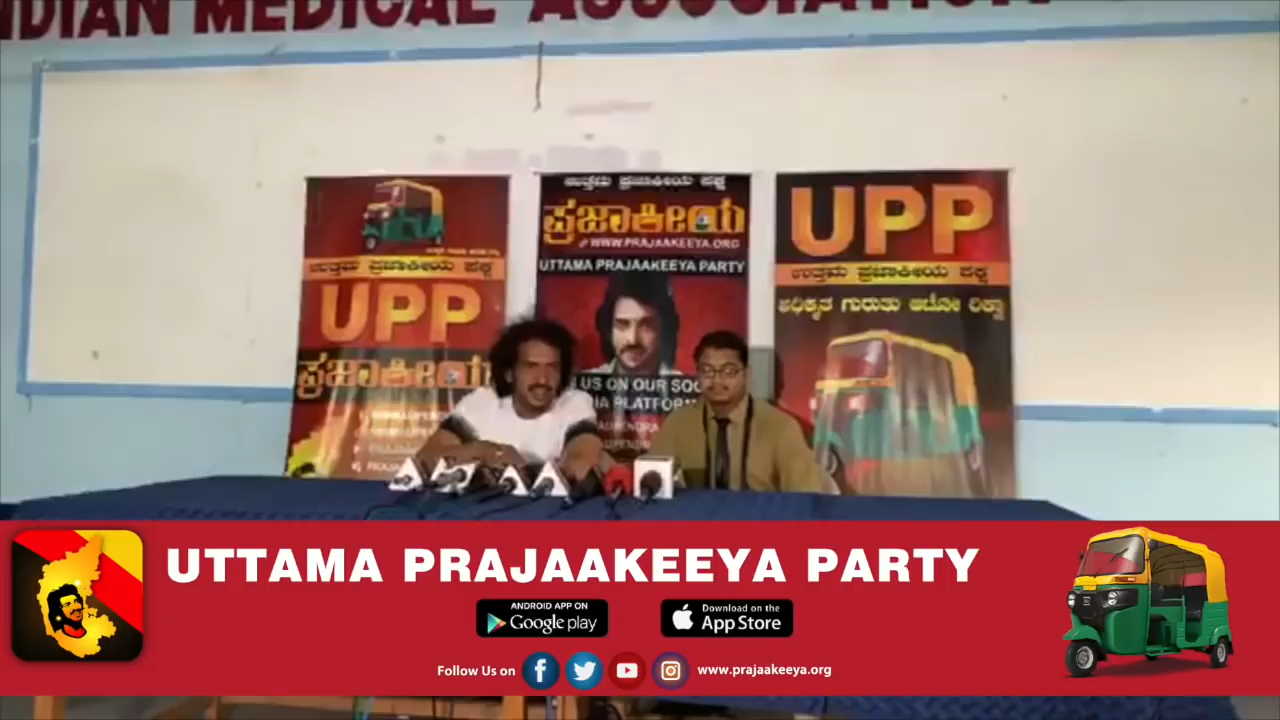 INDIAN MEDICAL ASSOCIATION
ಉತ್ತಮ ಪ್ರಜಾಕೀಯ ಪಕ್ಷ
UPP
ಪ್ರಜಾಕೀಯ
ಉತ್ತಮ ಪ್ರಜಾಕೀಯ ಪಕ್ಷ
ಪ್ರಜಾಕೀಯ
WWW.PRAJAAKEEYA.ORG
UTTAMA PRAJAAKEEYA PARTY
US ON OUR SOC
IA PLATFOR
UPP
ಉತ್ತಮ ಪ್ರಜಾಕೀಯ ಪಕ್ಷ
ಅಧಿಕೃತ ಗುರುತು ಆಟೋ ರಿಕ್ಷಾ
UTTAMA PRAJAAKEEYA PARTY
ANDROID APP ON
Google play
Download on the
App Store
Follow Us on
www.prajaakeeya.org